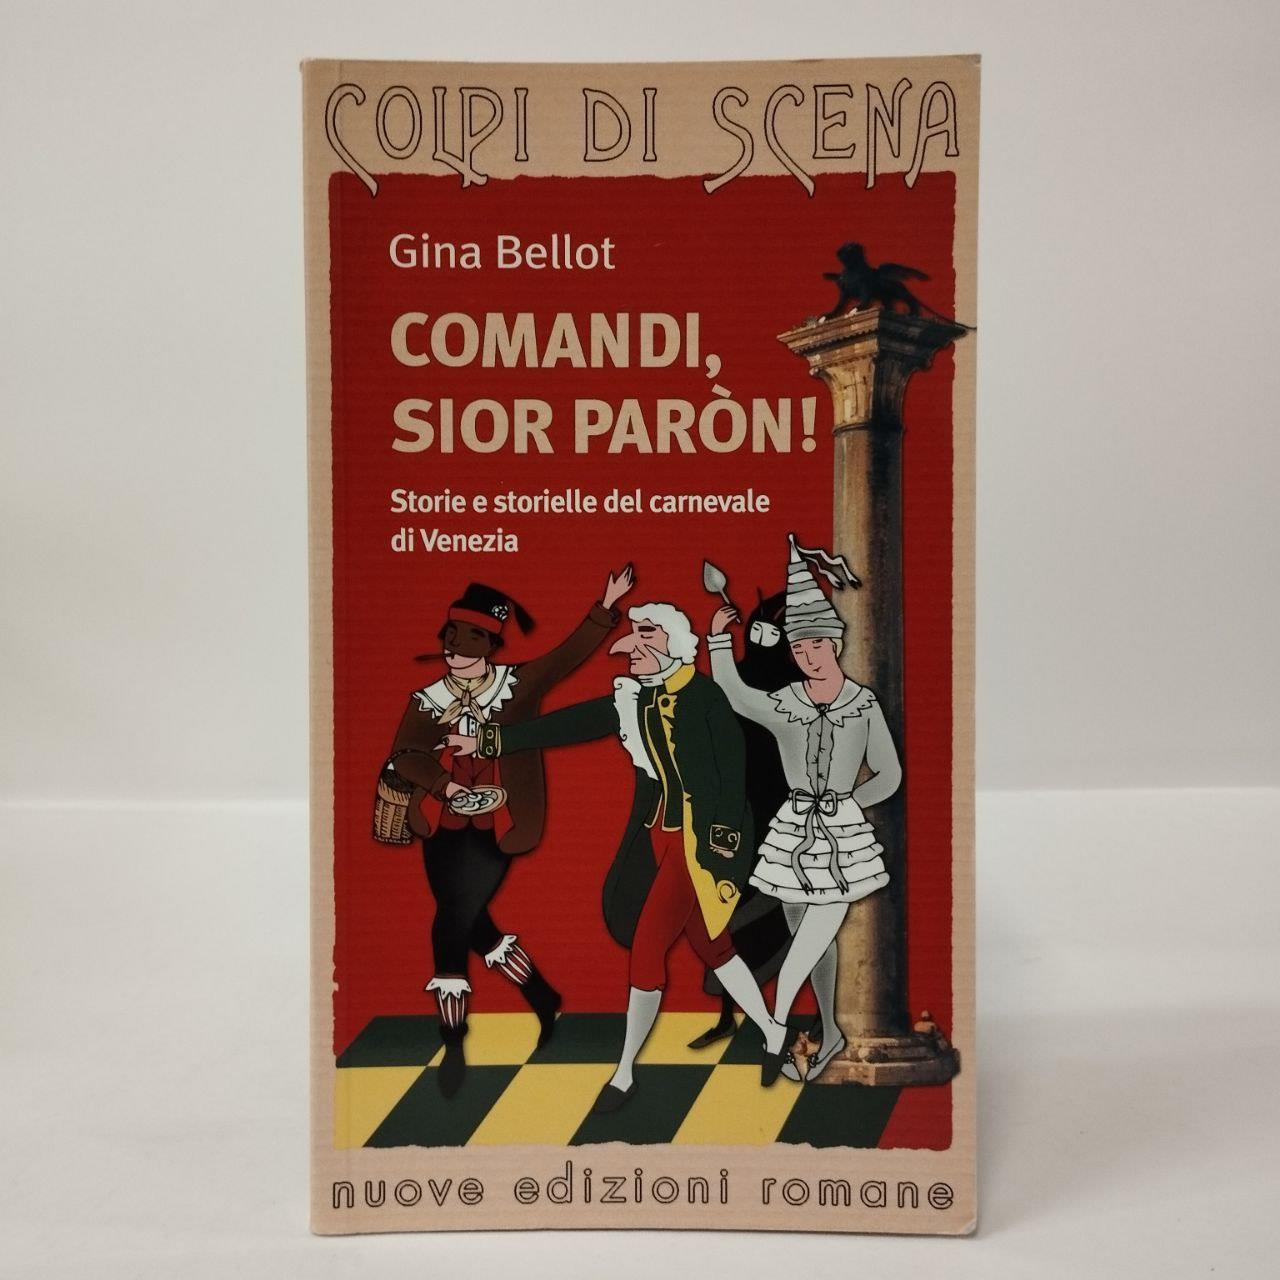 COLPI DI SCENA
Gina Bellot
COMANDI,
SIOR PARÒN!
Storie e storielle del carnevale
di Venezia
nuove edizioni romane